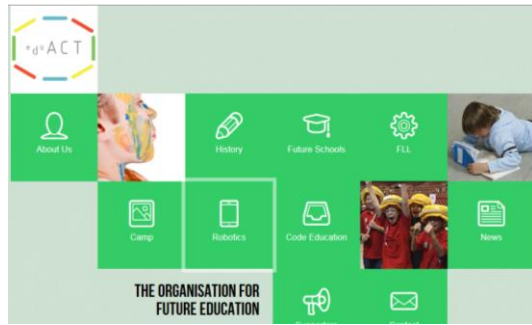 eduACT
About Us
History
Future Schools
FLL
Camp
Robotics
Code Education
News
THE ORGANISATION FOR
FUTURE EDUCATION